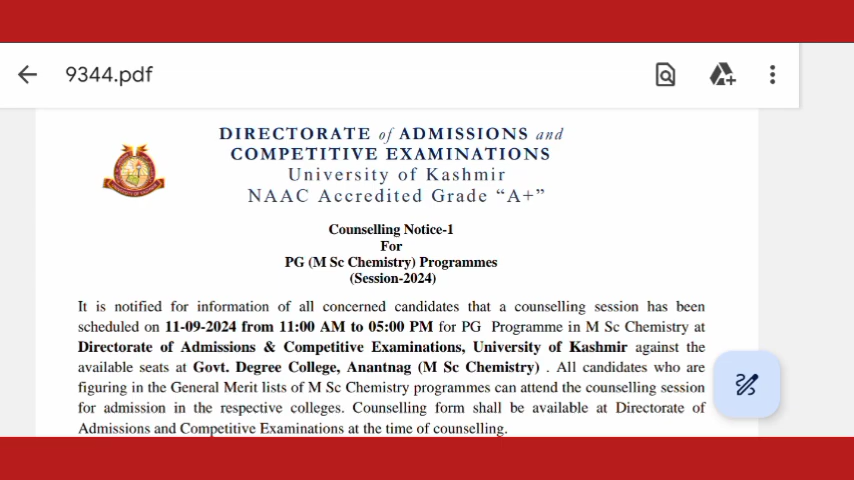 9344.pdf
DIRECTORATE of ADMISSIONS and
COMPETITIVE EXAMINATIONS
University of Kashmir
NAAC Accredited Grade “A+”
Counselling Notice-1
For
PG (M Sc Chemistry) Programmes
(Session-2024)
It is notified for information of all concerned candidates that a counselling session has been
scheduled on 11-09-2024 from 11:00 AM to 05:00 PM for PG Programme in M Sc Chemistry at
Directorate of Admissions & Competitive Examinations, University of Kashmir against the
available seats at Govt. Degree College, Anantnag (M Sc Chemistry) . All candidates who are
figuring in the General Merit lists of M Sc Chemistry programmes can attend the counselling session
for admission in the respective colleges. Counselling form shall be available at Directorate of
Admissions and Competitive Examinations at the time of counselling.